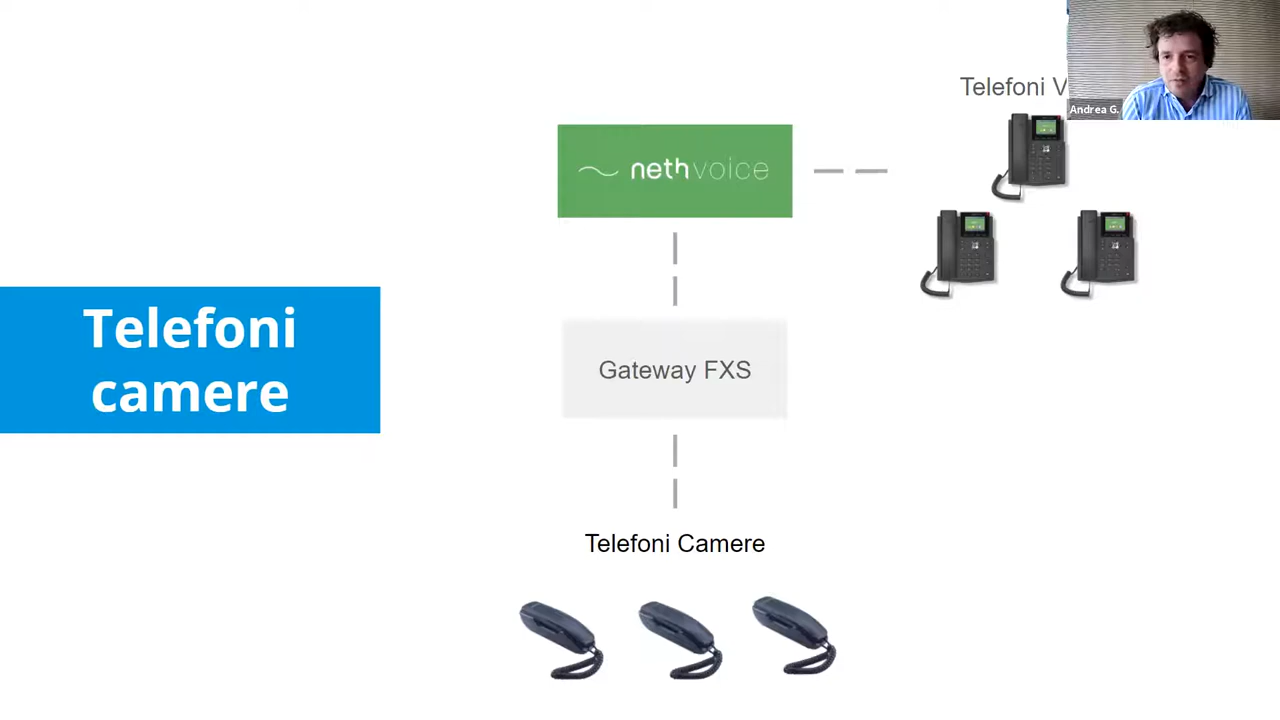 Telefoni V
Andrea G.
nethvoice
Telefoni
camere
Gateway FXS
Telefoni Camere